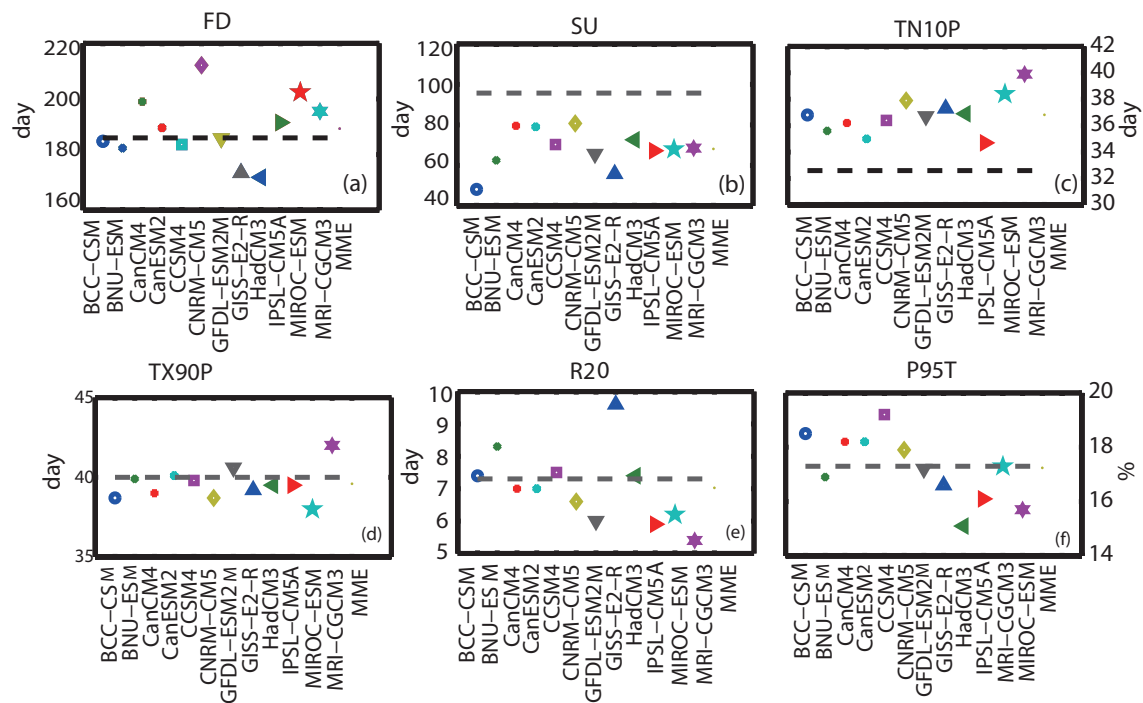 FD
220
200
180
160
day
(a)
BCC–CSM
BNU–ESM
CanCM4
CanESM2
CCSM4
CNRM–CM5
GFDL–ESM2M
GISS–E2–R
HadCM3
IPSL–CM5A
MIROC–ESM
MRI–CGCM3
MME
SU
120
100
80
60
40
day
(b)
BCC–CSM
BNU–ESM
CanCM4
CanESM2
CCSM4
CNRM–CM5
GFDL–ESM2M
GISS–E2–R
HadCM3
IPSL–CM5A
MIROC–ESM
MRI–CGCM3
MME
TN10P
42
40
38
36
34
32
30
day
(c)
BCC–CSM
BNU–ESM
CanCM4
CanESM2
CCSM4
CNRM–CM5
GFDL–ESM2M
GISS–E2–R
HadCM3
IPSL–CM5A
MIROC–ESM
MRI–CGCM3
MME
TX90P
45
40
35
day
(d)
BCC–CSM
BNU–ESM
CanCM4
CanESM2
CCSM4
CNRM–CM5
GFDL–ESM2M
GISS–E2–R
HadCM3
IPSL–CM5A
MIROC–ESM
MRI–CGCM3
MME
R20
10
9
8
7
6
5
day
(e)
BCC–CSM
BNU–ESM
CanCM4
CanESM2
CCSM4
CNRM–CM5
GFDL–ESM2M
GISS–E2–R
HadCM3
IPSL–CM5A
MIROC–ESM
MRI–CGCM3
MME
P95T
20
18
16
14
%
(f)
BCC–CSM
BNU–ESM
CanCM4
CanESM2
CCSM4
CNRM–CM5
GFDL–ESM2M
GISS–E2–R
HadCM3
IPSL–CM5A
MRI–CGCM3
MIROC–ESM
MME